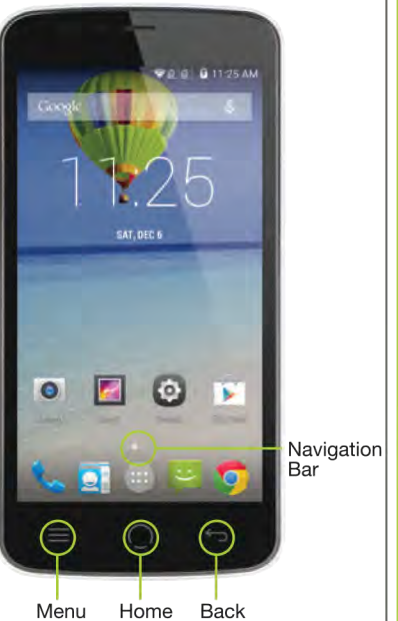 11:25 AM
Google
11:25
SAT, DEC 6
Navigation
Bar
Menu Home Back